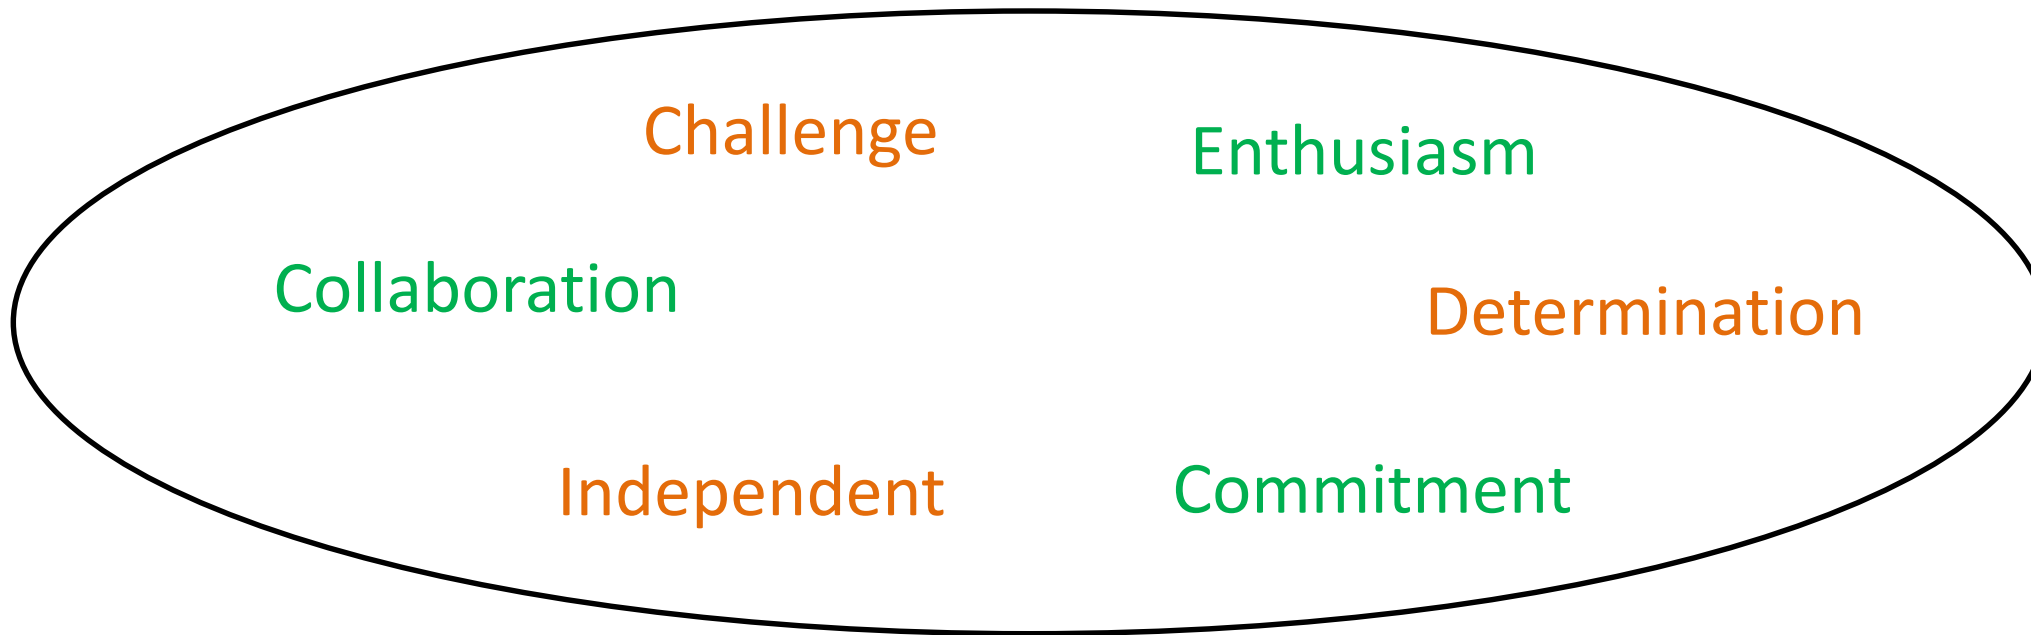 Challenge
Enthusiasm
Collaboration
Determination
Independent
Commitment